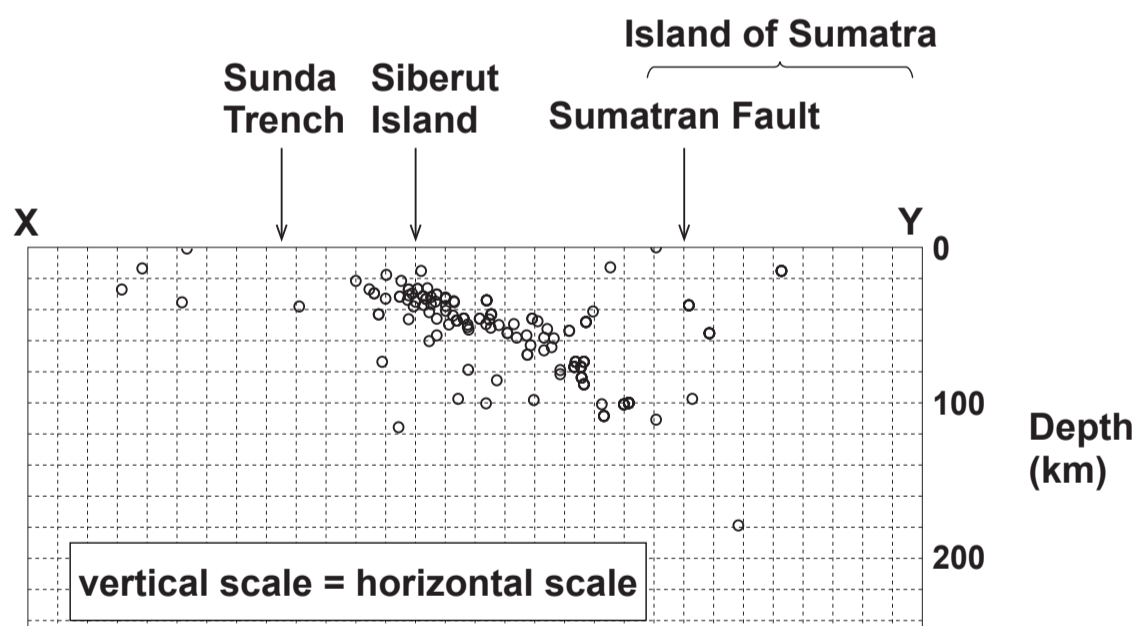 Island of Sumatra
Sunda Trench
Siberut Island
Sumatran Fault
X
Y
0
100
Depth (km)
200
vertical scale = horizontal scale